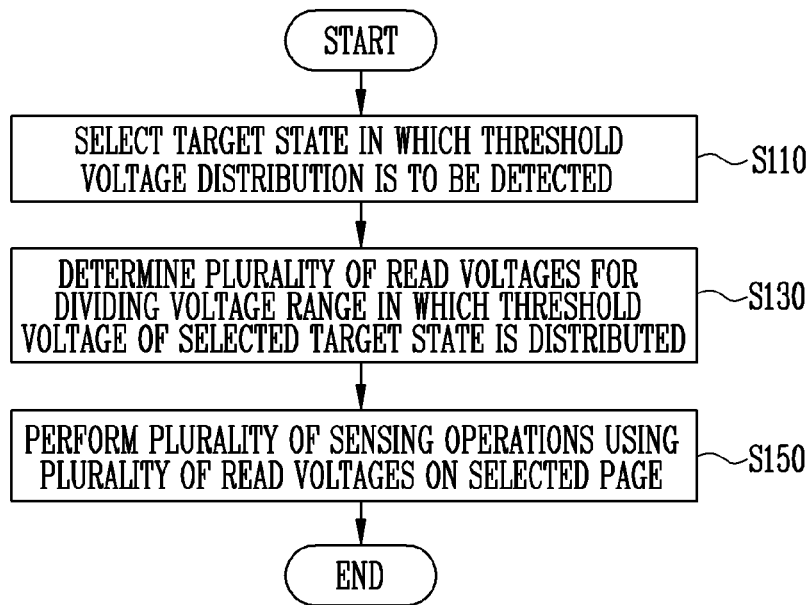 START
SELECT TARGET STATE IN WHICH THRESHOLD
VOLTAGE DISTRIBUTION IS TO BE DETECTED
S110
DETERMINE PLURALITY OF READ VOLTAGES FOR
DIVIDING VOLTAGE RANGE IN WHICH THRESHOLD
VOLTAGE OF SELECTED TARGET STATE IS DISTRIBUTED
S130
PERFORM PLURALITY OF SENSING OPERATIONS USING
PLURALITY OF READ VOLTAGES ON SELECTED PAGE
S150
END